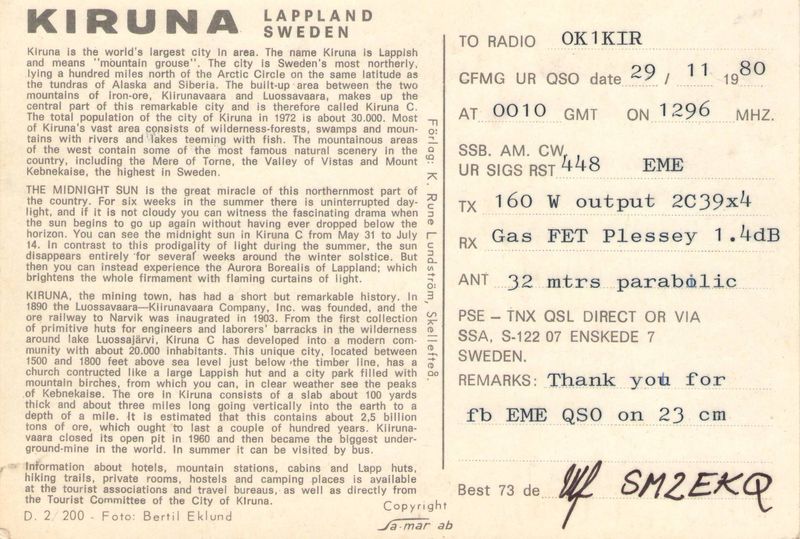 KIRUNA LAPPLAND
SWEDEN
Kiruna is the world's largest city in area. The name Kiruna is Lappish
and means "mountain grouse". The city is Sweden's most northerly,
lying a hundred miles north of the Arctic Circle on the same latitude as
the tundras of Alaska and Siberia. The built-up area between the two
mountains of iron-ore, Kiirunavaara and Luossavaara, makes up the
central part of this remarkable city and is therefore called Kiruna C.
The total population of the city of Kiruna in 1972 is about 30.000. Most
of Kiruna's vast area consists of wilderness-forests, swamps and moun-
tains with rivers and lakes teeming with fish. The mountainous areas
of the west contain some of the most famous natural scenery in the
country, including the Mere of Torne, the Valley of Vistas and Mount
Kebnekaise, the highest in Sweden.
THE MIDNIGHT SUN is the great miracle of this northernmost part of
the country. For six weeks in the summer there is uninterrupted day-
light, and if it is not cloudy you can witness the fascinating drama when
the sun begins to go up again without having ever dropped below the
horizon. You can see the midnight sun in Kiruna C from May 31 to July
14. In contrast to this prodigality of light during the summer, the sun
disappears entirely for several weeks around the winter solstice. But
then you can instead experience the Aurora Borealis of Lappland; which
brightens the whole firmament with flaming curtains of light.
KIRUNA, the mining town, has had a short but remarkable history. In
1890 the Luossavaara—Kiirunavaara Company, Inc. was founded, and the
ore railway to Narvik was inaugrated in 1903. From the first collection
of primitive huts for engineers and laborers' barracks in the wilderness
around lake Luossajärvi, Kiruna C has developed into a modern com-
munity with about 20.000 inhabitants. This unique city, located between
1500 and 1800 feet above sea level just below the timber line, has a
church contructed like a large Lappish hut and a city park filled with
mountain birches, from which you can, in clear weather see the peaks
of Kebnekaise. The ore in Kiruna consists of a slab about 100 yards
thick and about three miles long going vertically into the earth to a
depth of a mile. It is estimated that this contains about 2,5 billion
tons of ore, which ought to last a couple of hundred years. Kiiruna-
vaara closed its open pit in 1960 and then became the biggest under-
ground-mine in the world. In summer it can be visited by bus.
Information about hotels, mountain stations, cabins and Lapp huts,
hiking trails, private rooms, hostels and camping places is available
at the tourist associations and travel bureaus, as well as directly from
the Tourist Committee of the City of Kiruna.
D. 2/200 - Foto: Bertil Eklund
Copyright
Sa-mar ab
Förlag: K. Rune Lundström, Skellefteå.
TO RADIO OK1KIR
CFMG UR QSO date 29 / 11 1980
AT 0010 GMT ON 1296 MHZ.
SSB. AM. CW
UR SIGS RST 448 EME
TX 160 W output 2C39x4
RX Gas FET Plessey 1.4dB
ANT 32 mtrs parabolic
PSE – TNX QSL DIRECT OR VIA
SSA, S-122 07 ENSKEDE 7
SWEDEN.
REMARKS: Thank you for
fb EME QSO on 23 cm
Best 73 de SM2EKQ